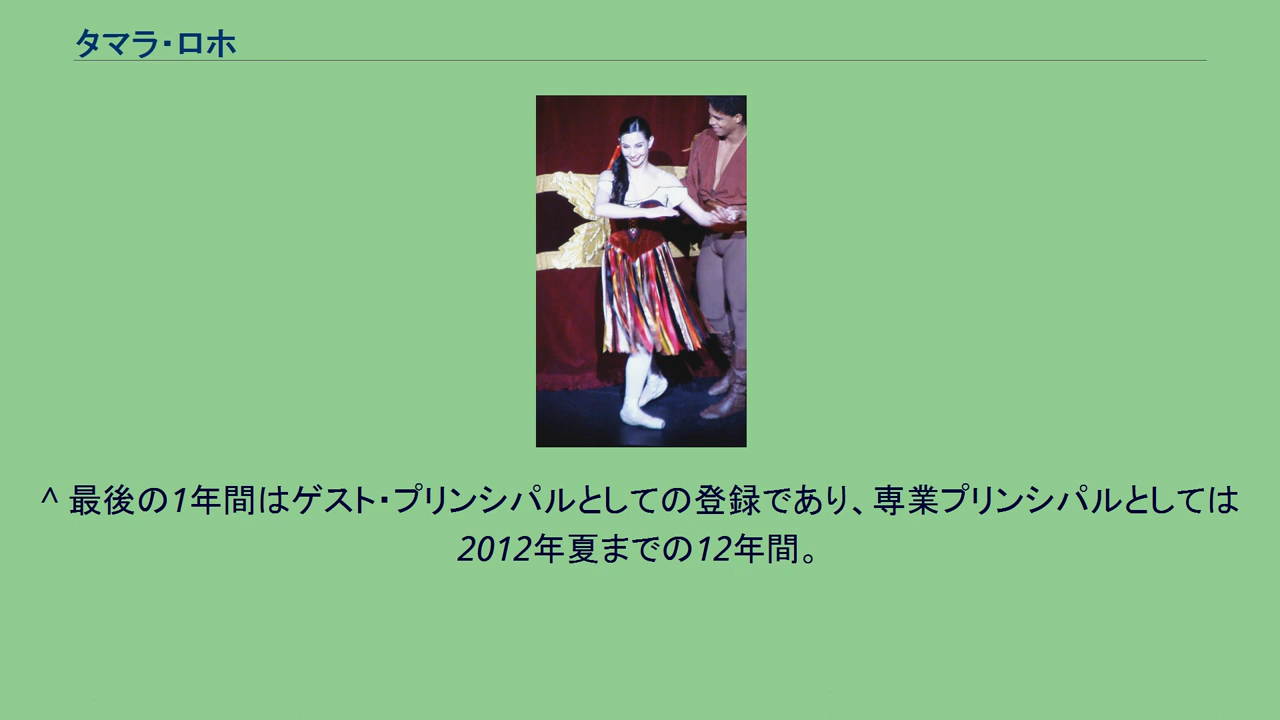 タマラ・ロホ
^ 最後の1年間はゲスト・プリンシパルとしての登録であり、専業プリンシパルとしては
2012年夏までの12年間。